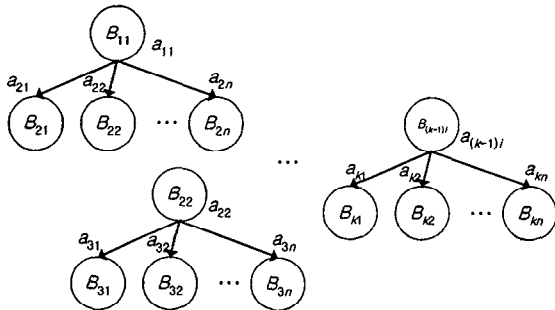 B₁₁ a₁₁
a₂₁ a₂₂ a₂ₙ
B₂₁ B₂₂ ... B₂ₙ
...
B₂₂ a₂₂
a₃₁ a₃₂ a₃ₙ
B₃₁ B₃₂ ... B₃ₙ
B₍ₖ₋₁₎ᵢ a₍ₖ₋₁₎ᵢ
aₖ₁ aₖ₂ aₖₙ
Bₖ₁ Bₖ₂ ... Bₖₙ